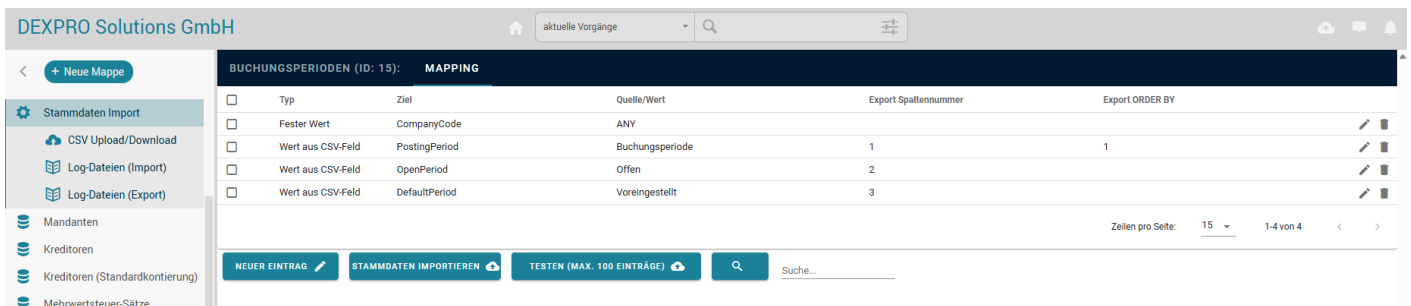 DEXPRO Solutions GmbH
aktuelle Vorgänge
+ Neue Mappe
Stammdaten Import
CSV Upload/Download
Log-Dateien (Import)
Log-Dateien (Export)
Mandanten
Kreditoren
Kreditoren (Standardkontierung)
Mehrwertsteuer-Sätze
BUCHUNGSPERIODEN (ID: 15): MAPPING
Typ Ziel Quelle/Wert Export Spaltennummer Export ORDER BY
Fester Wert CompanyCode ANY
Wert aus CSV-Feld PostingPeriod Buchungsperiode 1 1
Wert aus CSV-Feld OpenPeriod Offen 2
Wert aus CSV-Feld DefaultPeriod Voreingestellt 3
Zeilen pro Seite: 15 1-4 von 4
NEUER EINTRAG STAMMDATEN IMPORTIEREN TESTEN (MAX. 100 EINTRÄGE) Suche...